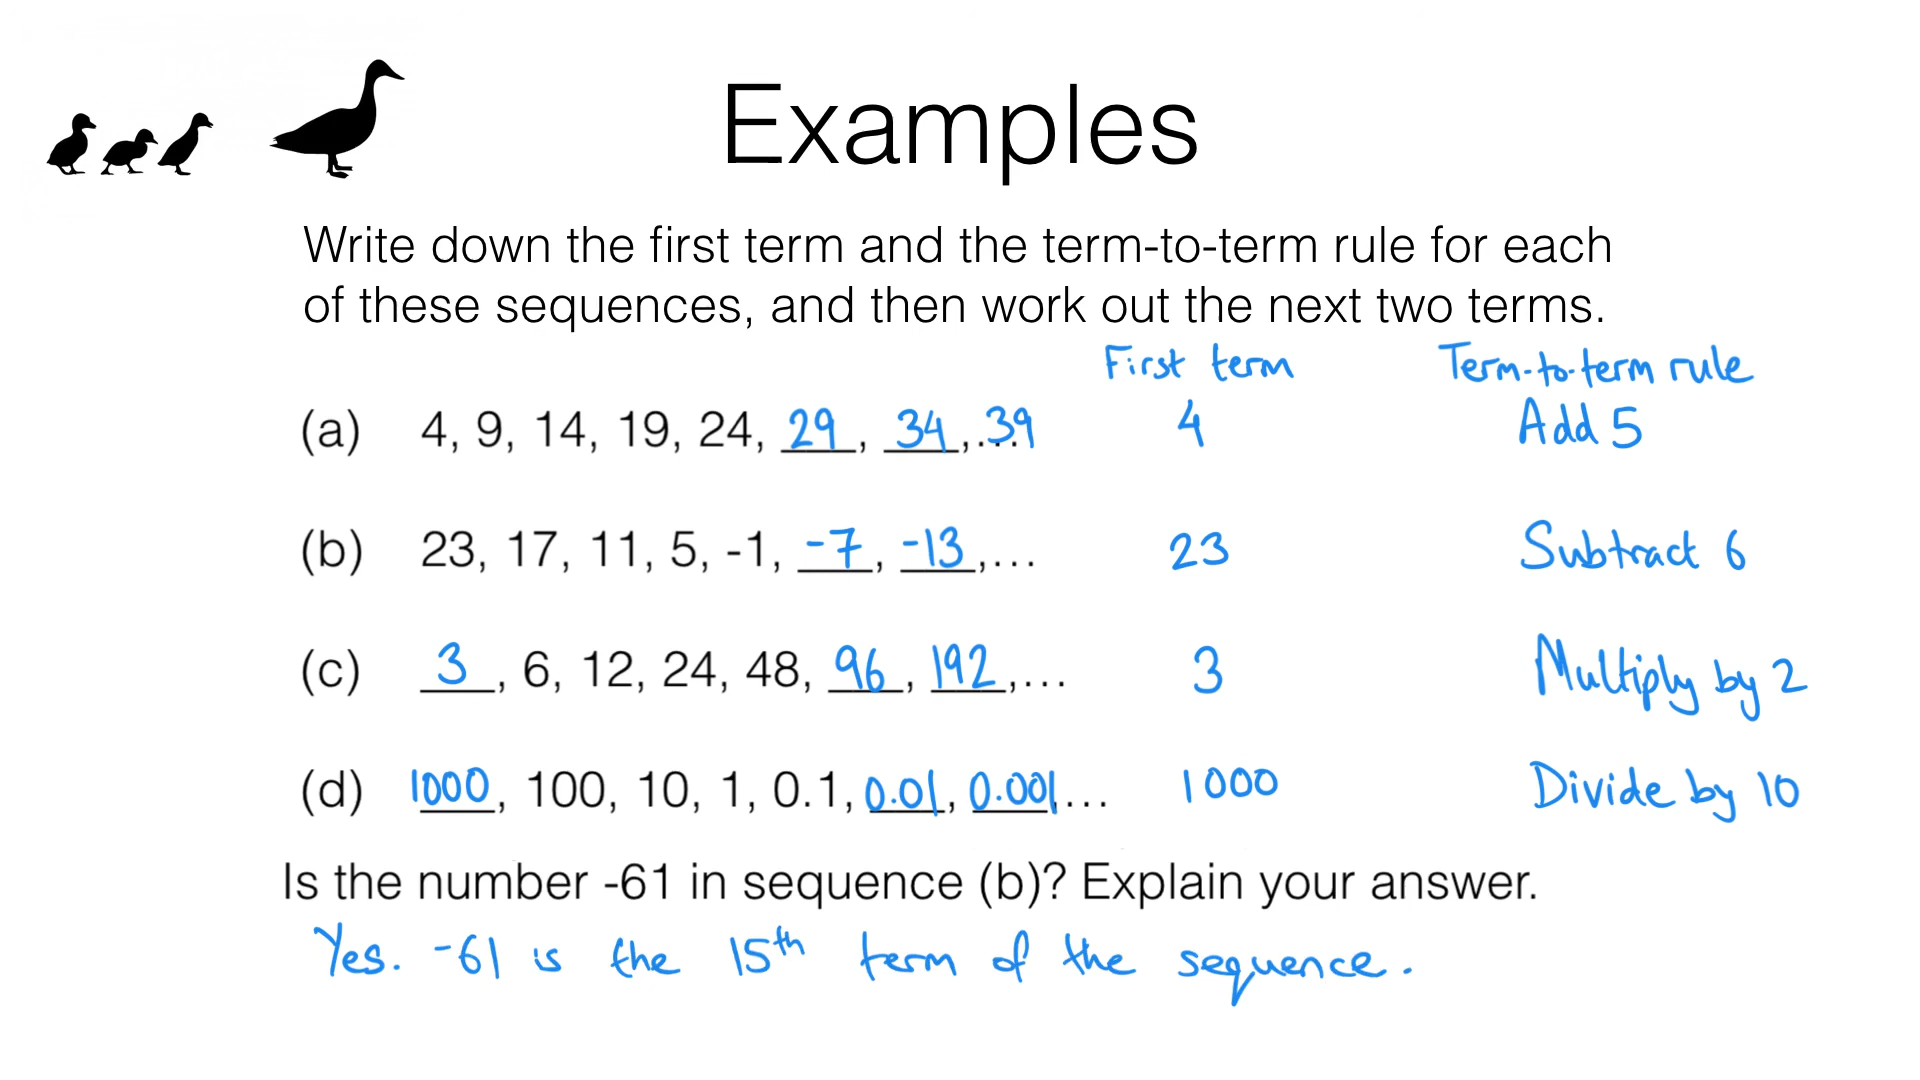 Examples
Write down the first term and the term-to-term rule for each
of these sequences, and then work out the next two terms.
First term Term-to-term rule
(a) 4, 9, 14, 19, 24, 29, 34, 39 4 Add 5
(b) 23, 17, 11, 5, -1, -7, -13,... 23 Subtract 6
(c) 3, 6, 12, 24, 48, 96, 192,... 3 Multiply by 2
(d) 1000, 100, 10, 1, 0.1, 0.01, 0.001,... 1000 Divide by 10
Is the number -61 in sequence (b)? Explain your answer.
Yes. -61 is the 15th term of the sequence.